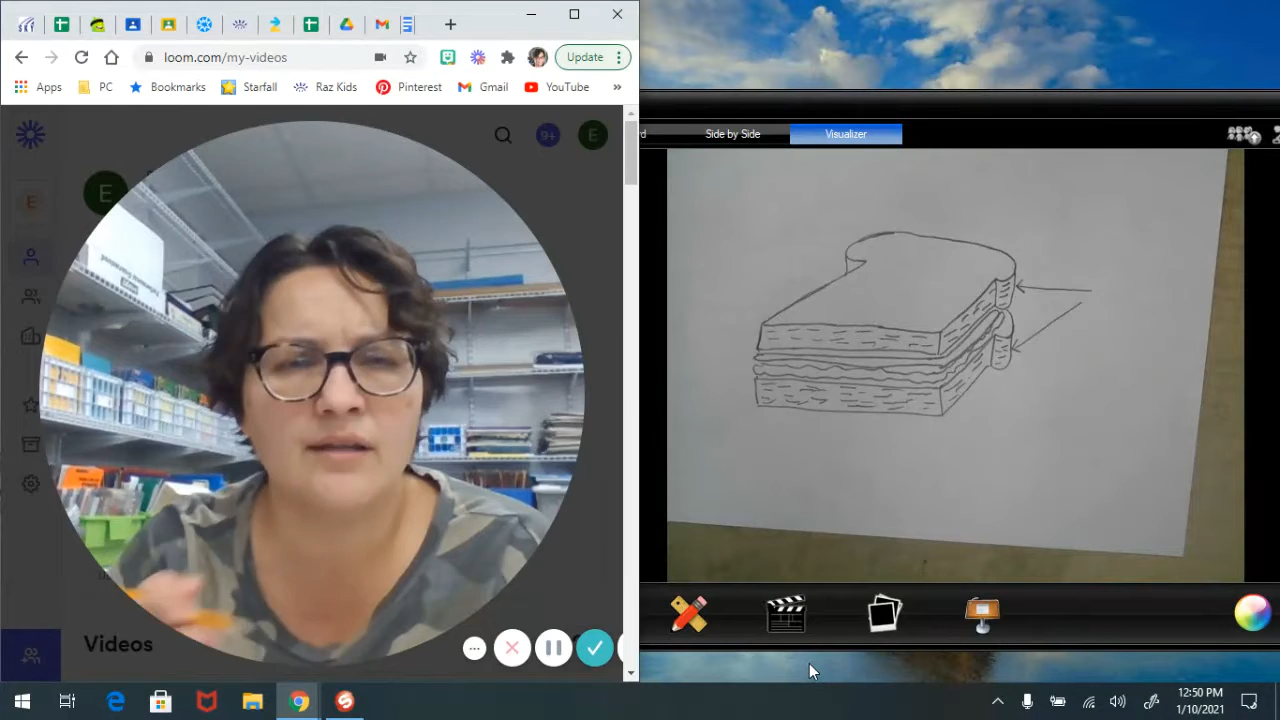 loom.com/my-videos
Update
Apps
PC
Bookmarks
Starfall
Raz Kids
Pinterest
Gmail
YouTube
»
9+
E
E
E
Videos
Side by Side
Visualizer
12:50 PM
1/10/2021